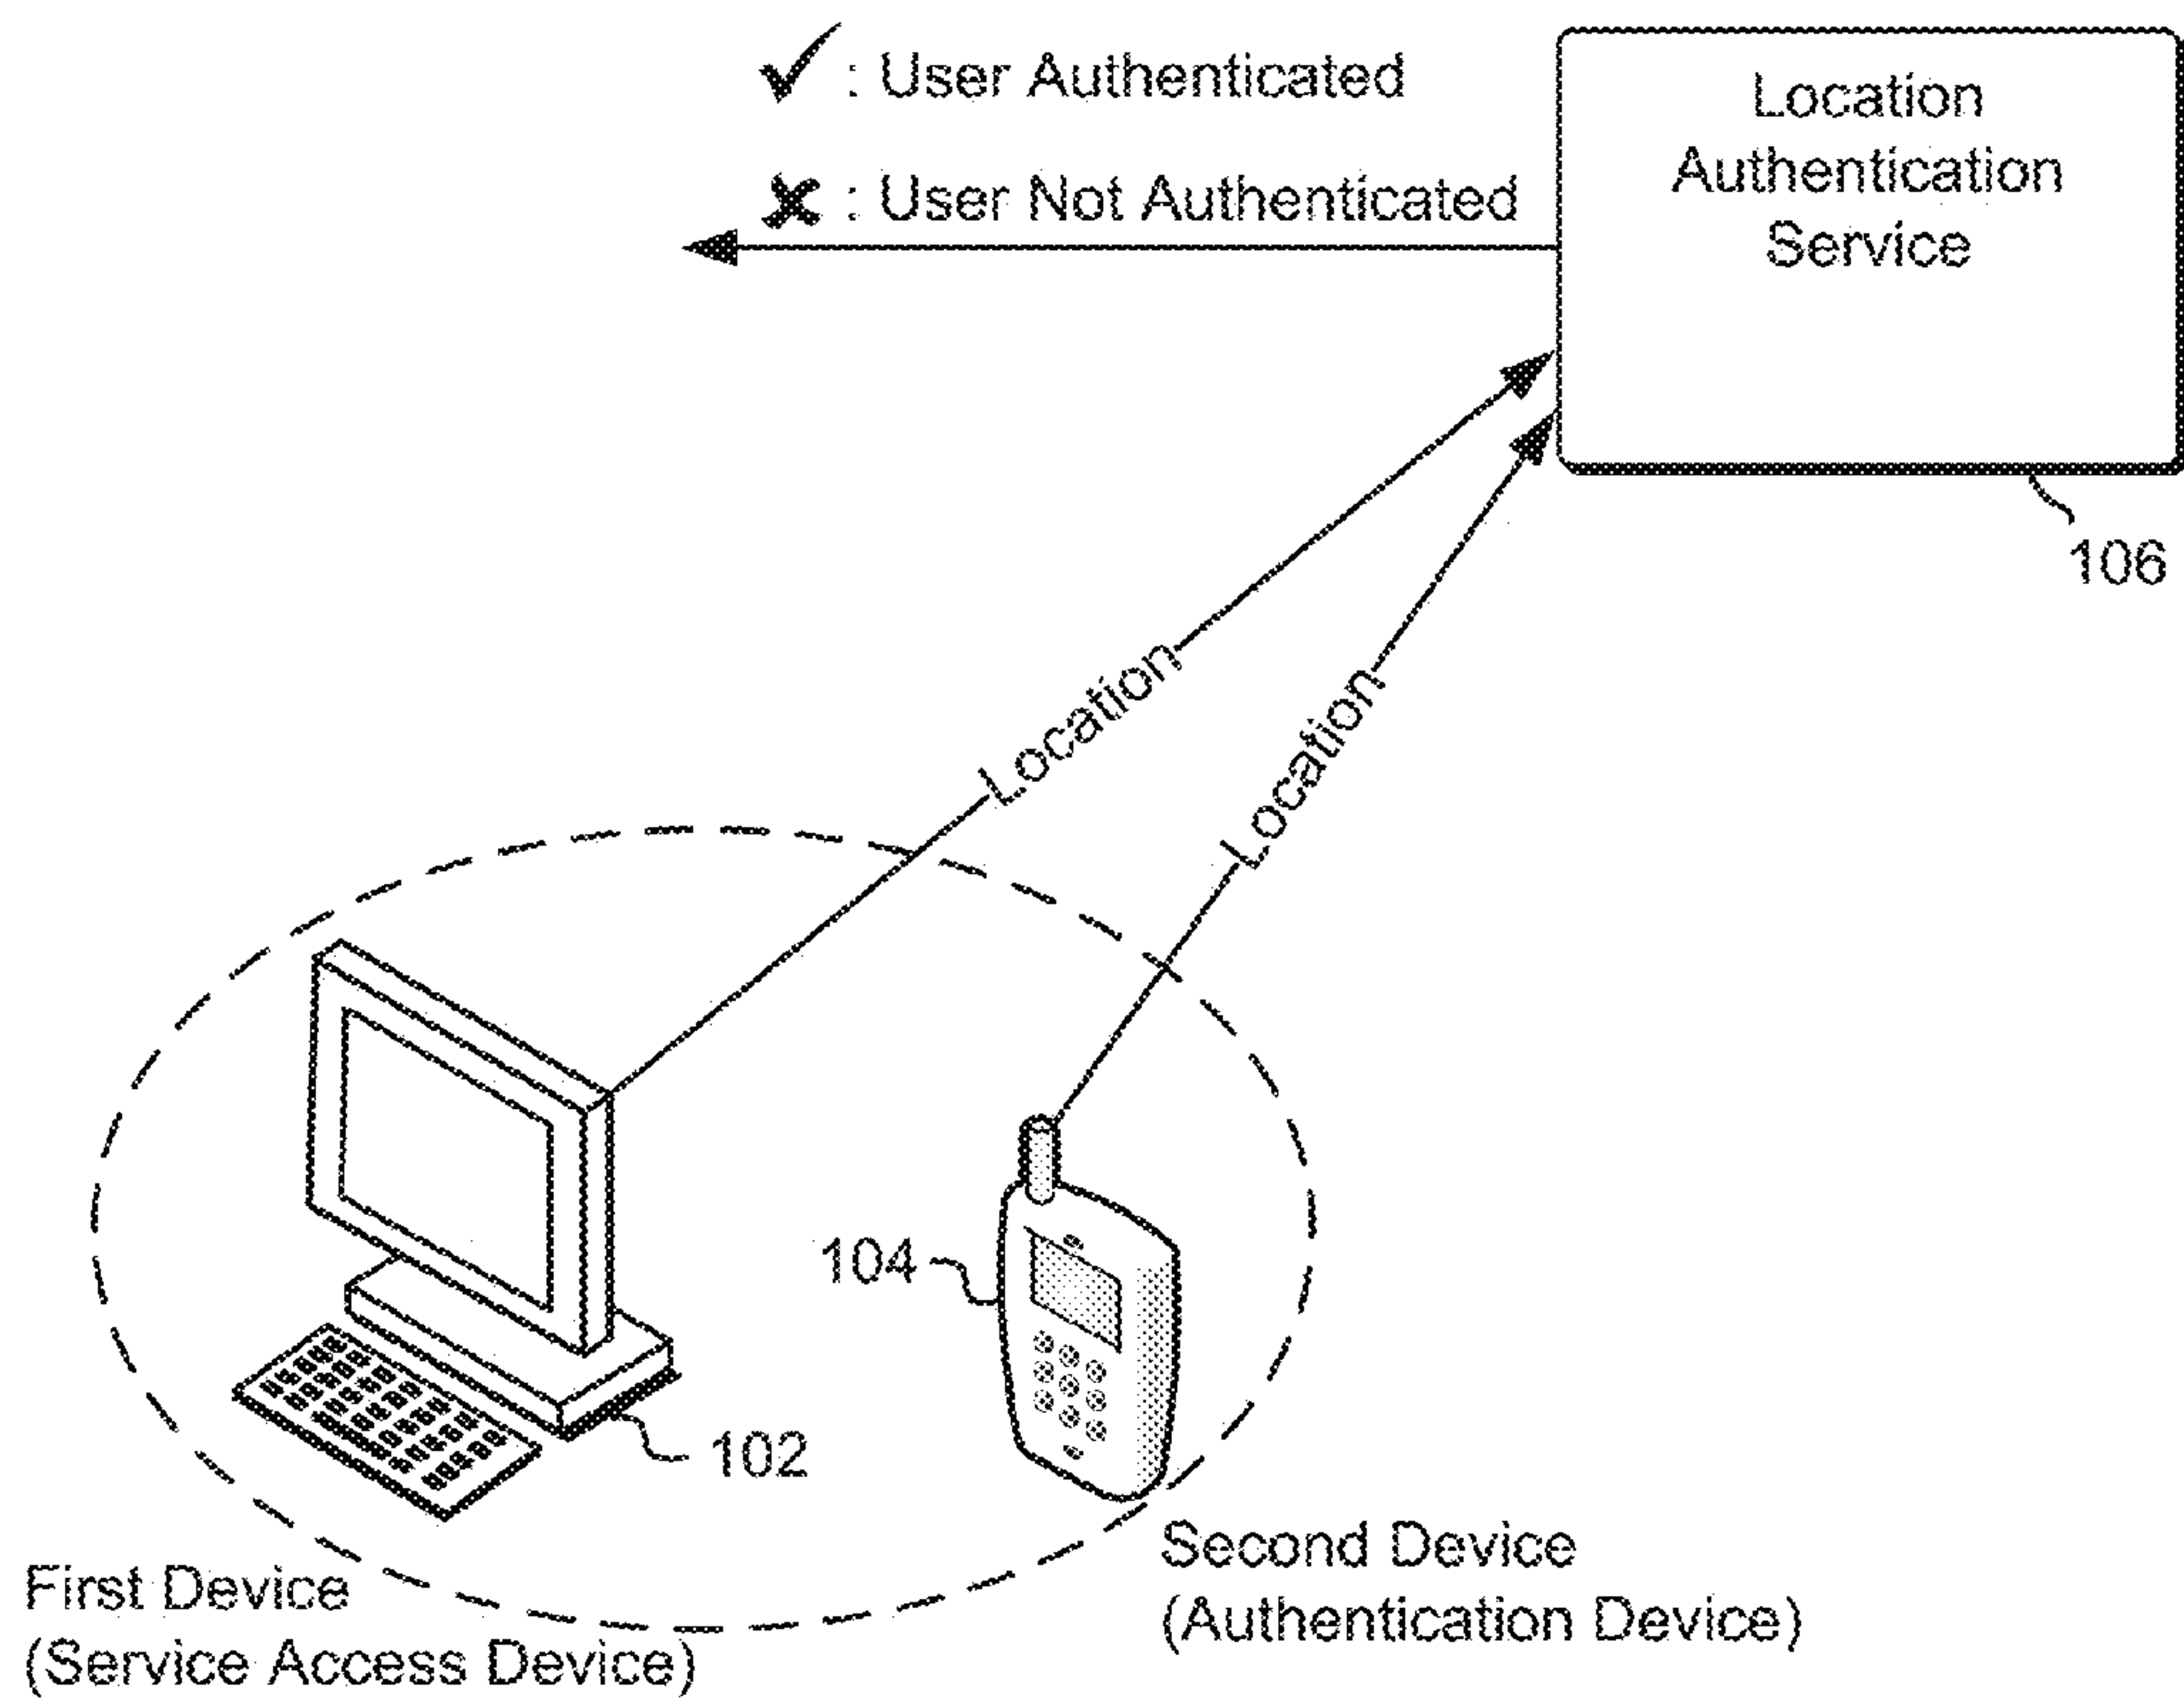 ✓ : User Authenticated
✗ : User Not Authenticated
Location
Authentication
Service
106
Location
Location
104
102
First Device
(Service Access Device)
Second Device
(Authentication Device)